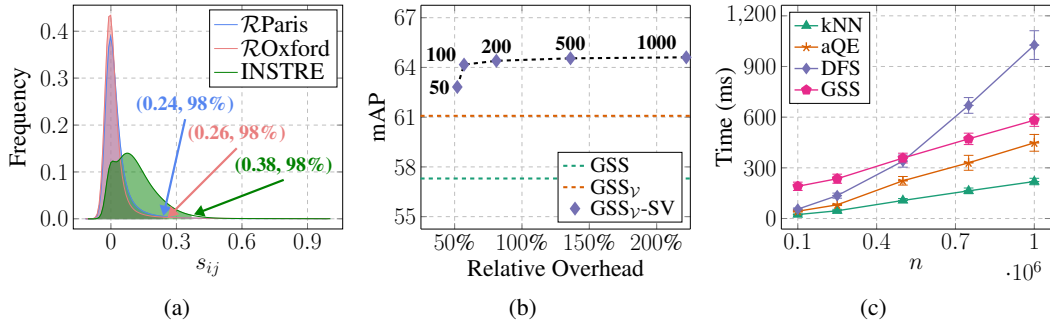 0.4
0.3
0.2
0.1
0.0
Frequency
0
0.3
0.6
0.9
s_{ij}
ℛParis
ℛOxford
INSTRE
(0.24, 98%)
(0.26, 98%)
(0.38, 98%)
(a)
67
64
61
58
55
mAP
50%
100%
150%
200%
Relative Overhead
50
100
200
500
1000
GSS
GSS_𝒱
GSS_𝒱-SV
(b)
1,200
900
600
300
0
Time (ms)
0.1
0.4
0.7
1
n
·10⁶
kNN
aQE
DFS
GSS
(c)